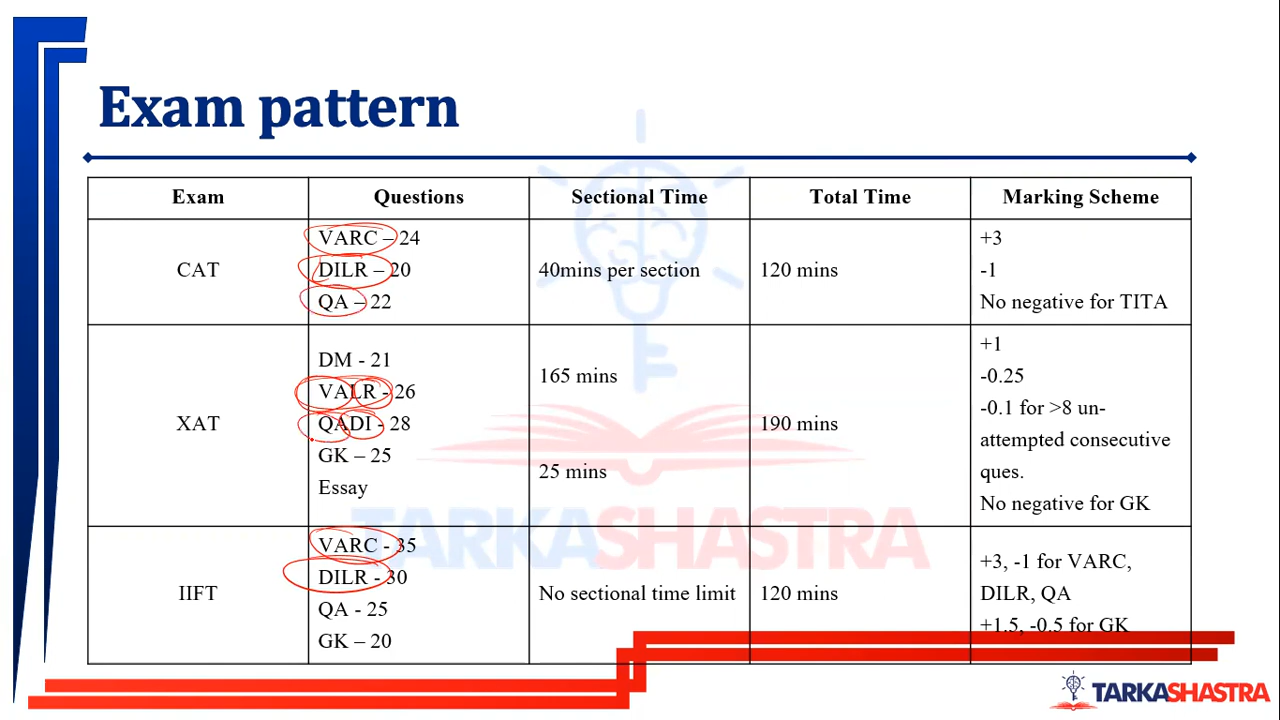 Exam pattern
Exam Questions Sectional Time Total Time Marking Scheme
CAT
VARC – 24
DILR – 20
QA – 22
40mins per section
120 mins
+3
-1
No negative for TITA
XAT
DM - 21
VALR - 26
QADI - 28
GK – 25
Essay
165 mins
25 mins
190 mins
+1
-0.25
-0.1 for >8 un-
attempted consecutive
ques.
No negative for GK
IIFT
VARC - 35
DILR - 30
QA - 25
GK – 20
No sectional time limit
120 mins
+3, -1 for VARC,
DILR, QA
+1.5, -0.5 for GK
TARKASHASTRA
TARKASHASTRA